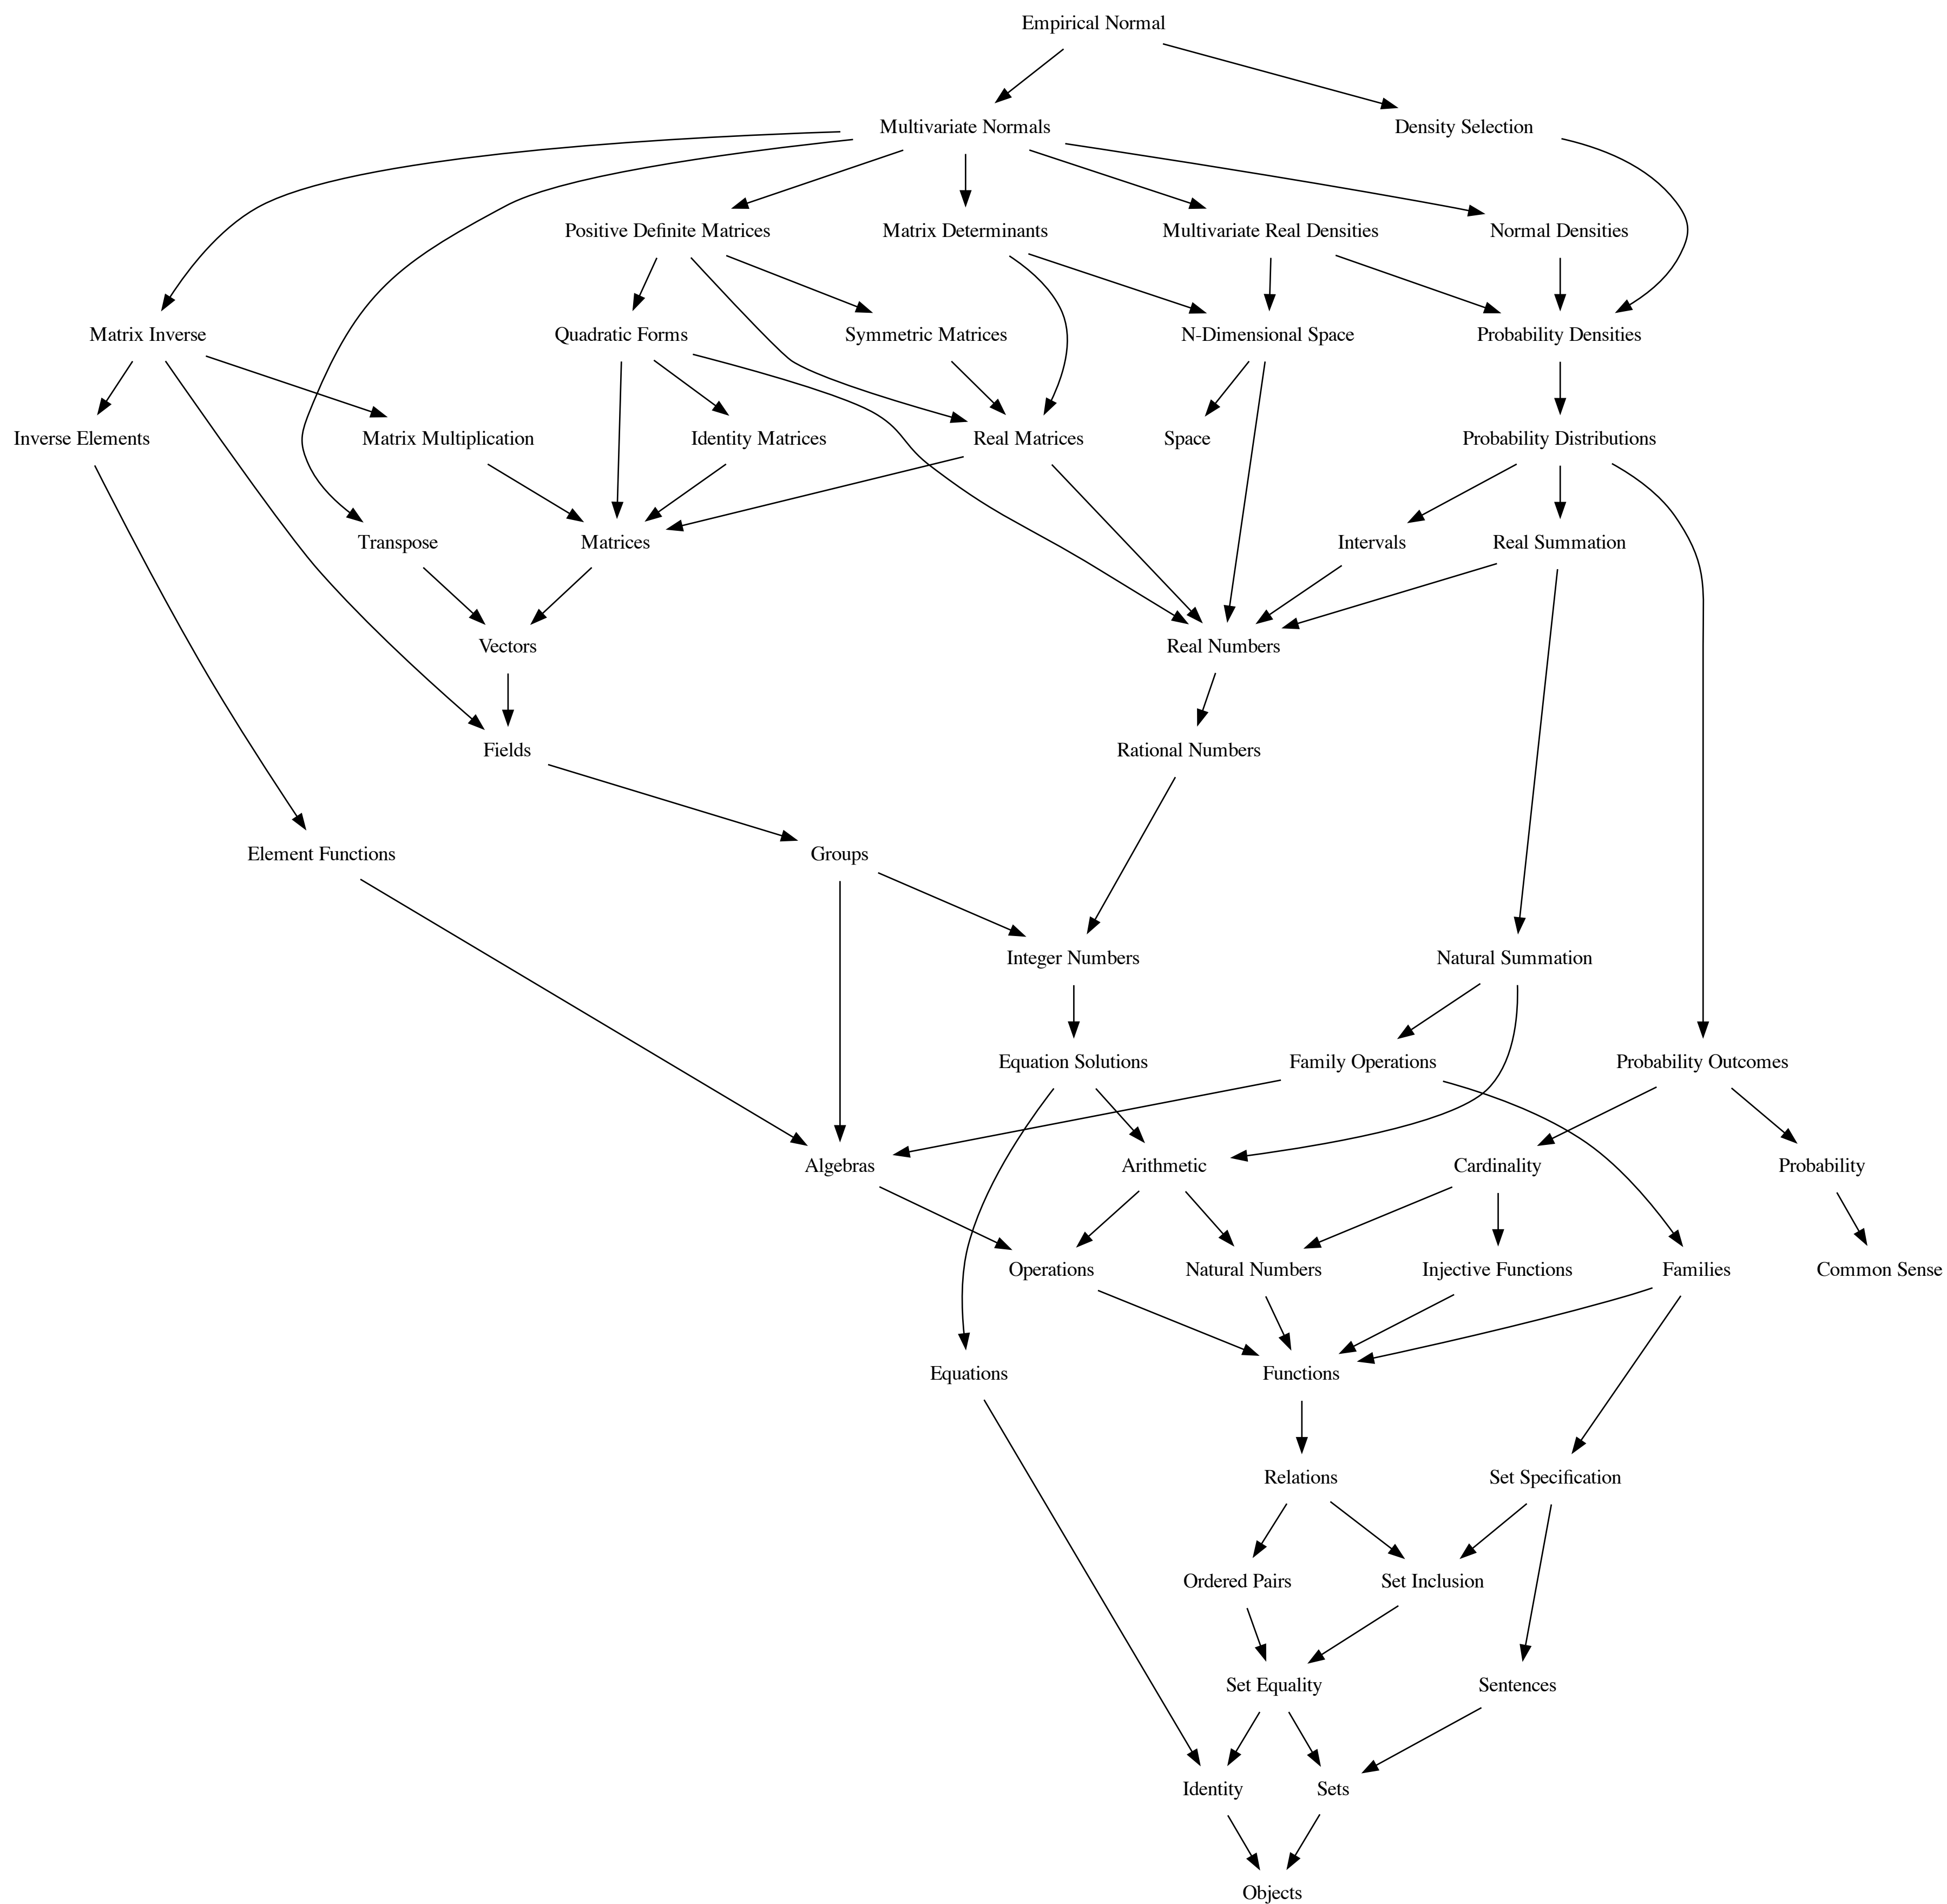 Empirical Normal
Multivariate Normals
Density Selection
Positive Definite Matrices
Matrix Determinants
Multivariate Real Densities
Normal Densities
Matrix Inverse
Quadratic Forms
Symmetric Matrices
N-Dimensional Space
Probability Densities
Inverse Elements
Matrix Multiplication
Identity Matrices
Real Matrices
Space
Probability Distributions
Transpose
Matrices
Intervals
Real Summation
Vectors
Real Numbers
Fields
Rational Numbers
Element Functions
Groups
Integer Numbers
Natural Summation
Equation Solutions
Family Operations
Probability Outcomes
Algebras
Arithmetic
Cardinality
Probability
Operations
Natural Numbers
Injective Functions
Families
Common Sense
Equations
Functions
Relations
Set Specification
Ordered Pairs
Set Inclusion
Set Equality
Sentences
Identity
Sets
Objects